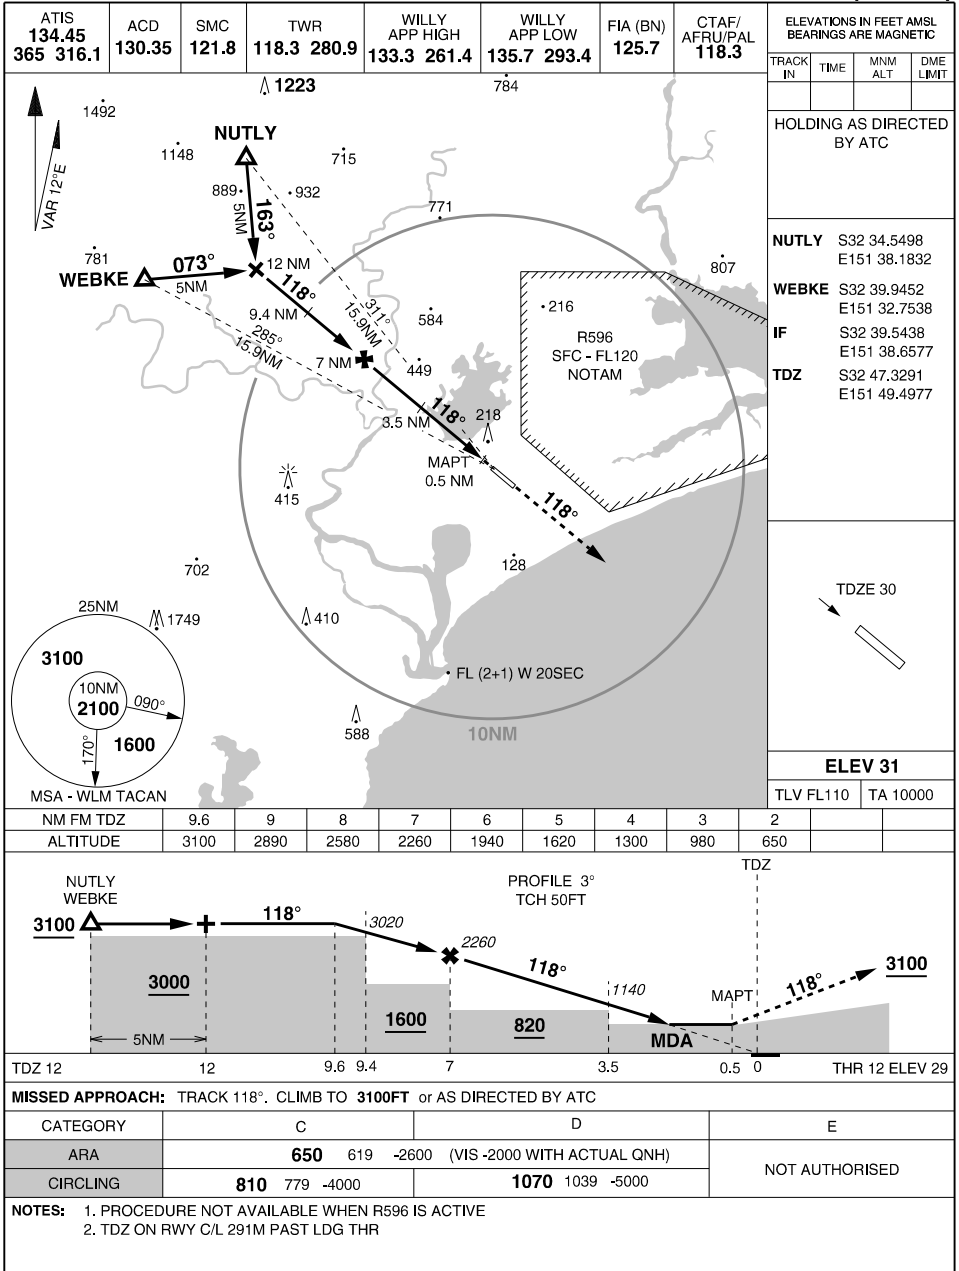 ATIS
134.45
365 316.1
ACD
130.35
SMC
121.8
TWR
118.3 280.9
WILLY
APP HIGH
133.3 261.4
WILLY
APP LOW
135.7 293.4
FIA (BN)
125.7
CTAF/
AFRU/PAL
118.3
ELEVATIONS IN FEET AMSL
BEARINGS ARE MAGNETIC
TRACK IN
TIME
MNM ALT
DME LIMIT
HOLDING AS DIRECTED
BY ATC
NUTLY S32 34.5498
E151 38.1832
WEBKE S32 39.9452
E151 32.7538
IF S32 39.5438
E151 38.6577
TDZ S32 47.3291
E151 49.4977
TDZE 30
ELEV 31
TLV FL110 TA 10000
VAR 12°E
1223
784
1492
NUTLY
1148
715
889
932
5NM
163°
771
781
WEBKE
073°
5NM
12 NM
118°
9.4 NM
311°
15.9NM
285°
15.9NM
7 NM
584
449
216
807
R596
SFC - FL120
NOTAM
118°
3.5 NM
218
MAPT
0.5 NM
118°
415
702
128
410
1749
FL (2+1) W 20SEC
588
10NM
25NM
3100
10NM
2100
090°
170°
1600
MSA - WLM TACAN
NM FM TDZ 9.6 9 8 7 6 5 4 3 2
ALTITUDE 3100 2890 2580 2260 1940 1620 1300 980 650
NUTLY
WEBKE
3100
118°
3020
PROFILE 3°
TCH 50FT
TDZ
2260
118°
1140
MAPT
118°
3100
3000
1600
820
MDA
5NM
TDZ 12 12 9.6 9.4 7 3.5 0.5 0 THR 12 ELEV 29
MISSED APPROACH: TRACK 118°. CLIMB TO 3100FT or AS DIRECTED BY ATC
CATEGORY C D E
ARA 650 619 -2600 (VIS -2000 WITH ACTUAL QNH)
NOT AUTHORISED
CIRCLING 810 779 -4000 1070 1039 -5000
NOTES: 1. PROCEDURE NOT AVAILABLE WHEN R596 IS ACTIVE
2. TDZ ON RWY C/L 291M PAST LDG THR